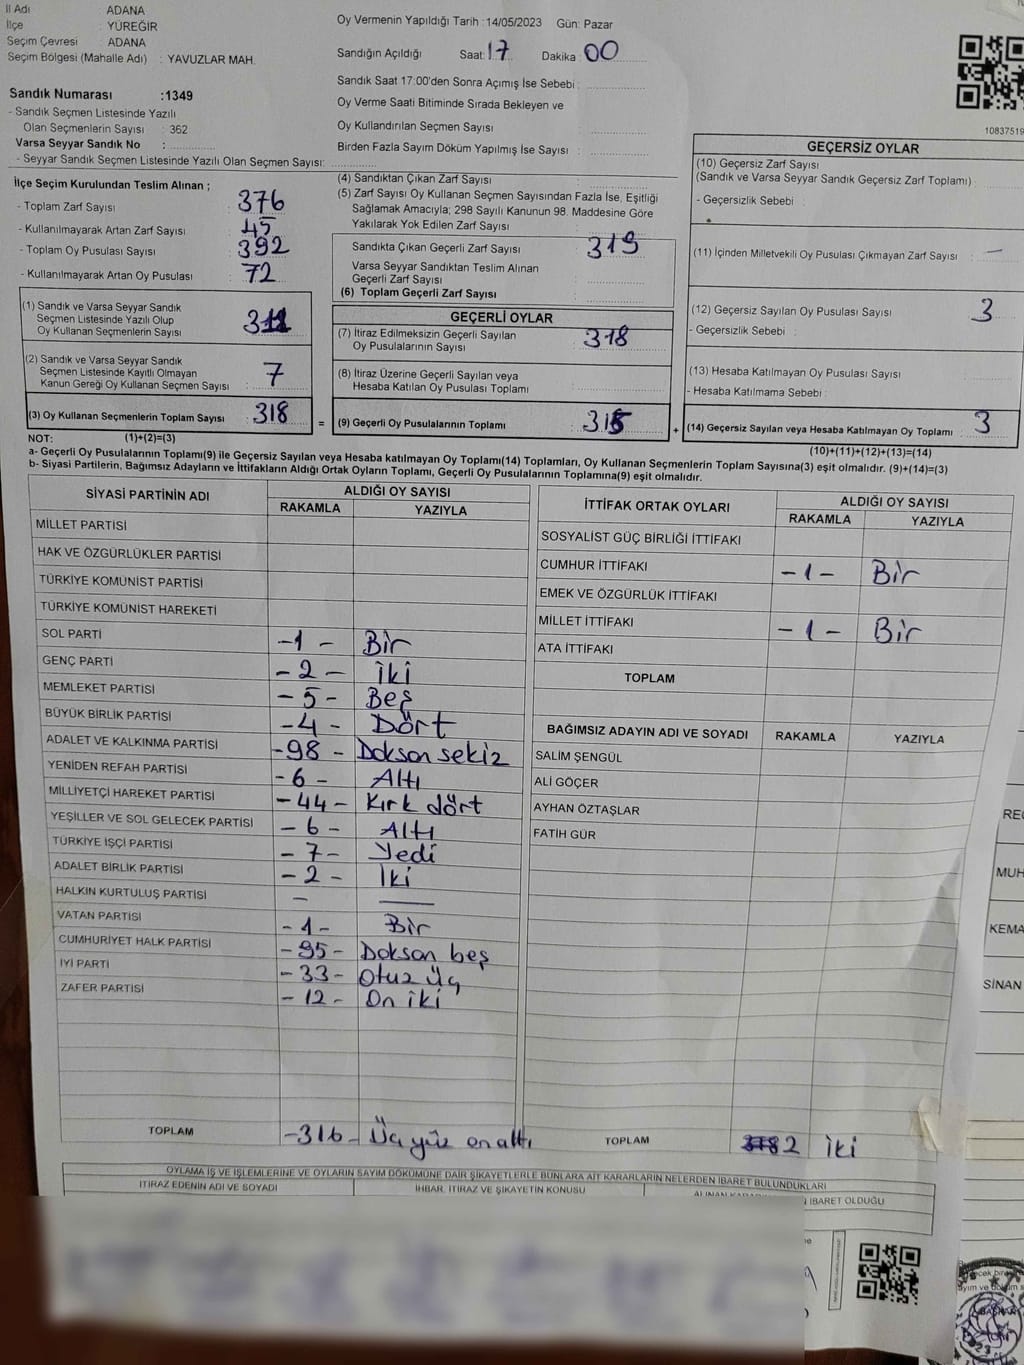 İl Adı : ADANA
İlçe : YÜREĞİR
Seçim Çevresi : ADANA
Seçim Bölgesi (Mahalle Adı) : YAVUZLAR MAH.
Sandık Numarası :1349
- Sandık Seçmen Listesinde Yazılı
Olan Seçmenlerin Sayısı : 362
Varsa Seyyar Sandık No :
- Seyyar Sandık Seçmen Listesinde Yazılı Olan Seçmen Sayısı:
Oy Vermenin Yapıldığı Tarih :14/05/2023 Gün: Pazar
Sandığın Açıldığı Saat: 17 Dakika : 00
Sandık Saat 17:00'den Sonra Açımış İse Sebebi :
Oy Verme Saati Bitiminde Sırada Bekleyen ve
Oy Kullandırılan Seçmen Sayısı :
Birden Fazla Sayım Döküm Yapılmış İse Sayısı :
10837519
İlçe Seçim Kurulundan Teslim Alınan ;
- Toplam Zarf Sayısı : 376
- Kullanılmayarak Artan Zarf Sayısı : 45
- Toplam Oy Pusulası Sayısı : 392
- Kullanılmayarak Artan Oy Pusulası : 72
(1) Sandık ve Varsa Seyyar Sandık
Seçmen Listesinde Yazılı Olup
Oy Kullanan Seçmenlerin Sayısı :
(2) Sandık ve Varsa Seyyar Sandık
Seçmen Listesinde Kayıtlı Olmayan
Kanun Gereği Oy Kullanan Seçmen Sayısı : 7
(3) Oy Kullanan Seçmenlerin Toplam Sayısı : 318
(4) Sandıktan Çıkan Zarf Sayısı :
(5) Zarf Sayısı Oy Kullanan Seçmen Sayısından Fazla İse, Eşitliği
Sağlamak Amacıyla; 298 Sayılı Kanunun 98. Maddesine Göre
Yakılarak Yok Edilen Zarf Sayısı :
Sandıkta Çıkan Geçerli Zarf Sayısı : 319
Varsa Seyyar Sandıktan Teslim Alınan
Geçerli Zarf Sayısı :
(6) Toplam Geçerli Zarf Sayısı :
GEÇERLİ OYLAR
(7) İtiraz Edilmeksizin Geçerli Sayılan
Oy Pusulalarının Sayısı : 318
(8) İtiraz Üzerine Geçerli Sayılan veya
Hesaba Katılan Oy Pusulası Toplamı :
= (9) Geçerli Oy Pusulalarının Toplamı :
GEÇERSİZ OYLAR
(10) Geçersiz Zarf Sayısı
(Sandık ve Varsa Seyyar Sandık Geçersiz Zarf Toplamı) :
- Geçersizlik Sebebi :
(11) İçinden Milletvekili Oy Pusulası Çıkmayan Zarf Sayısı : –
(12) Geçersiz Sayılan Oy Pusulası Sayısı : 3
- Geçersizlik Sebebi :
(13) Hesaba Katılmayan Oy Pusulası Sayısı :
- Hesaba Katılmama Sebebi :
+ (14) Geçersiz Sayılan veya Hesaba Katılmayan Oy Toplamı : 3
NOT: (1)+(2)=(3) (10)+(11)+(12)+(13)=(14)
a- Geçerli Oy Pusulalarının Toplamı(9) ile Geçersiz Sayılan veya Hesaba katılmayan Oy Toplamı(14) Toplamları, Oy Kullanan Seçmenlerin Toplam Sayısına(3) eşit olmalıdır. (9)+(14)=(3)
b- Siyasi Partilerin, Bağımsız Adayların ve İttifakların Aldığı Ortak Oyların Toplamı, Geçerli Oy Pusulalarının Toplamına(9) eşit olmalıdır.
SİYASİ PARTİNİN ADI ALDIĞI OY SAYISI
RAKAMLA YAZIYLA
MİLLET PARTİSİ
HAK VE ÖZGÜRLÜKLER PARTİSİ
TÜRKİYE KOMÜNİST PARTİSİ
TÜRKİYE KOMÜNİST HAREKETİ
SOL PARTİ -1- Bir
GENÇ PARTİ -2- İki
MEMLEKET PARTİSİ -5- Beş
BÜYÜK BİRLİK PARTİSİ -4- Dört
ADALET VE KALKINMA PARTİSİ -98- Doksan sekiz
YENİDEN REFAH PARTİSİ -6- Altı
MİLLİYETÇİ HAREKET PARTİSİ -44- Kırk dört
YEŞİLLER VE SOL GELECEK PARTİSİ -6- Altı
TÜRKİYE İŞÇİ PARTİSİ -7- Yedi
ADALET BİRLİK PARTİSİ -2- İki
HALKIN KURTULUŞ PARTİSİ – —
VATAN PARTİSİ -1- Bir
CUMHURİYET HALK PARTİSİ -95- Doksan beş
İYİ PARTİ -33- Otuz üç
ZAFER PARTİSİ -12- On iki
TOPLAM -316- Üç yüz on altı
İTTİFAK ORTAK OYLARI ALDIĞI OY SAYISI
RAKAMLA YAZIYLA
SOSYALİST GÜÇ BİRLİĞİ İTTİFAKI
CUMHUR İTTİFAKI -1- Bir
EMEK VE ÖZGÜRLÜK İTTİFAKI
MİLLET İTTİFAKI -1- Bir
ATA İTTİFAKI
TOPLAM
BAĞIMSIZ ADAYIN ADI VE SOYADI RAKAMLA YAZIYLA
SALİM ŞENGÜL
ALİ GÖÇER
AYHAN ÖZTAŞLAR
FATİH GÜR
TOPLAM 2 İki
OYLAMA İŞ VE İŞLEMLERİNE VE OYLARIN SAYIM DÖKÜMÜNE DAİR ŞİKAYETLERLE BUNLARA AİT KARARLARIN NELERDEN İBARET BULUNDUKLARI
İTİRAZ EDENİN ADI VE SOYADI İHBAR, İTİRAZ VE ŞİKAYETİN KONUSU İBARET OLDUĞU
MUH
KEMA
SİNAN